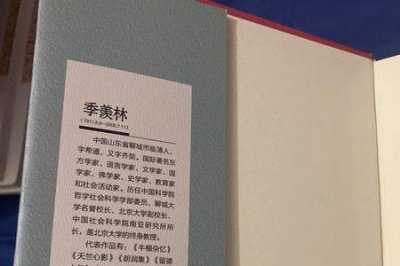 季羡林
(1911.8.6—2009.7.11)
中国山东省聊城市临清人，
字希逋，又字齐奘。国际著名东
方学家、语言学家、文学家、国
学家、佛学家、史学家、教育家
和社会活动家。历任中国科学院
哲学社会科学学部委员、聊城大
学名誉校长、北京大学副校长、
中国社会科学院南亚研究所所
长，是北京大学的终身教授。
代表作品有：《牛棚杂忆》
《天竺心影》《朗润集》《留德